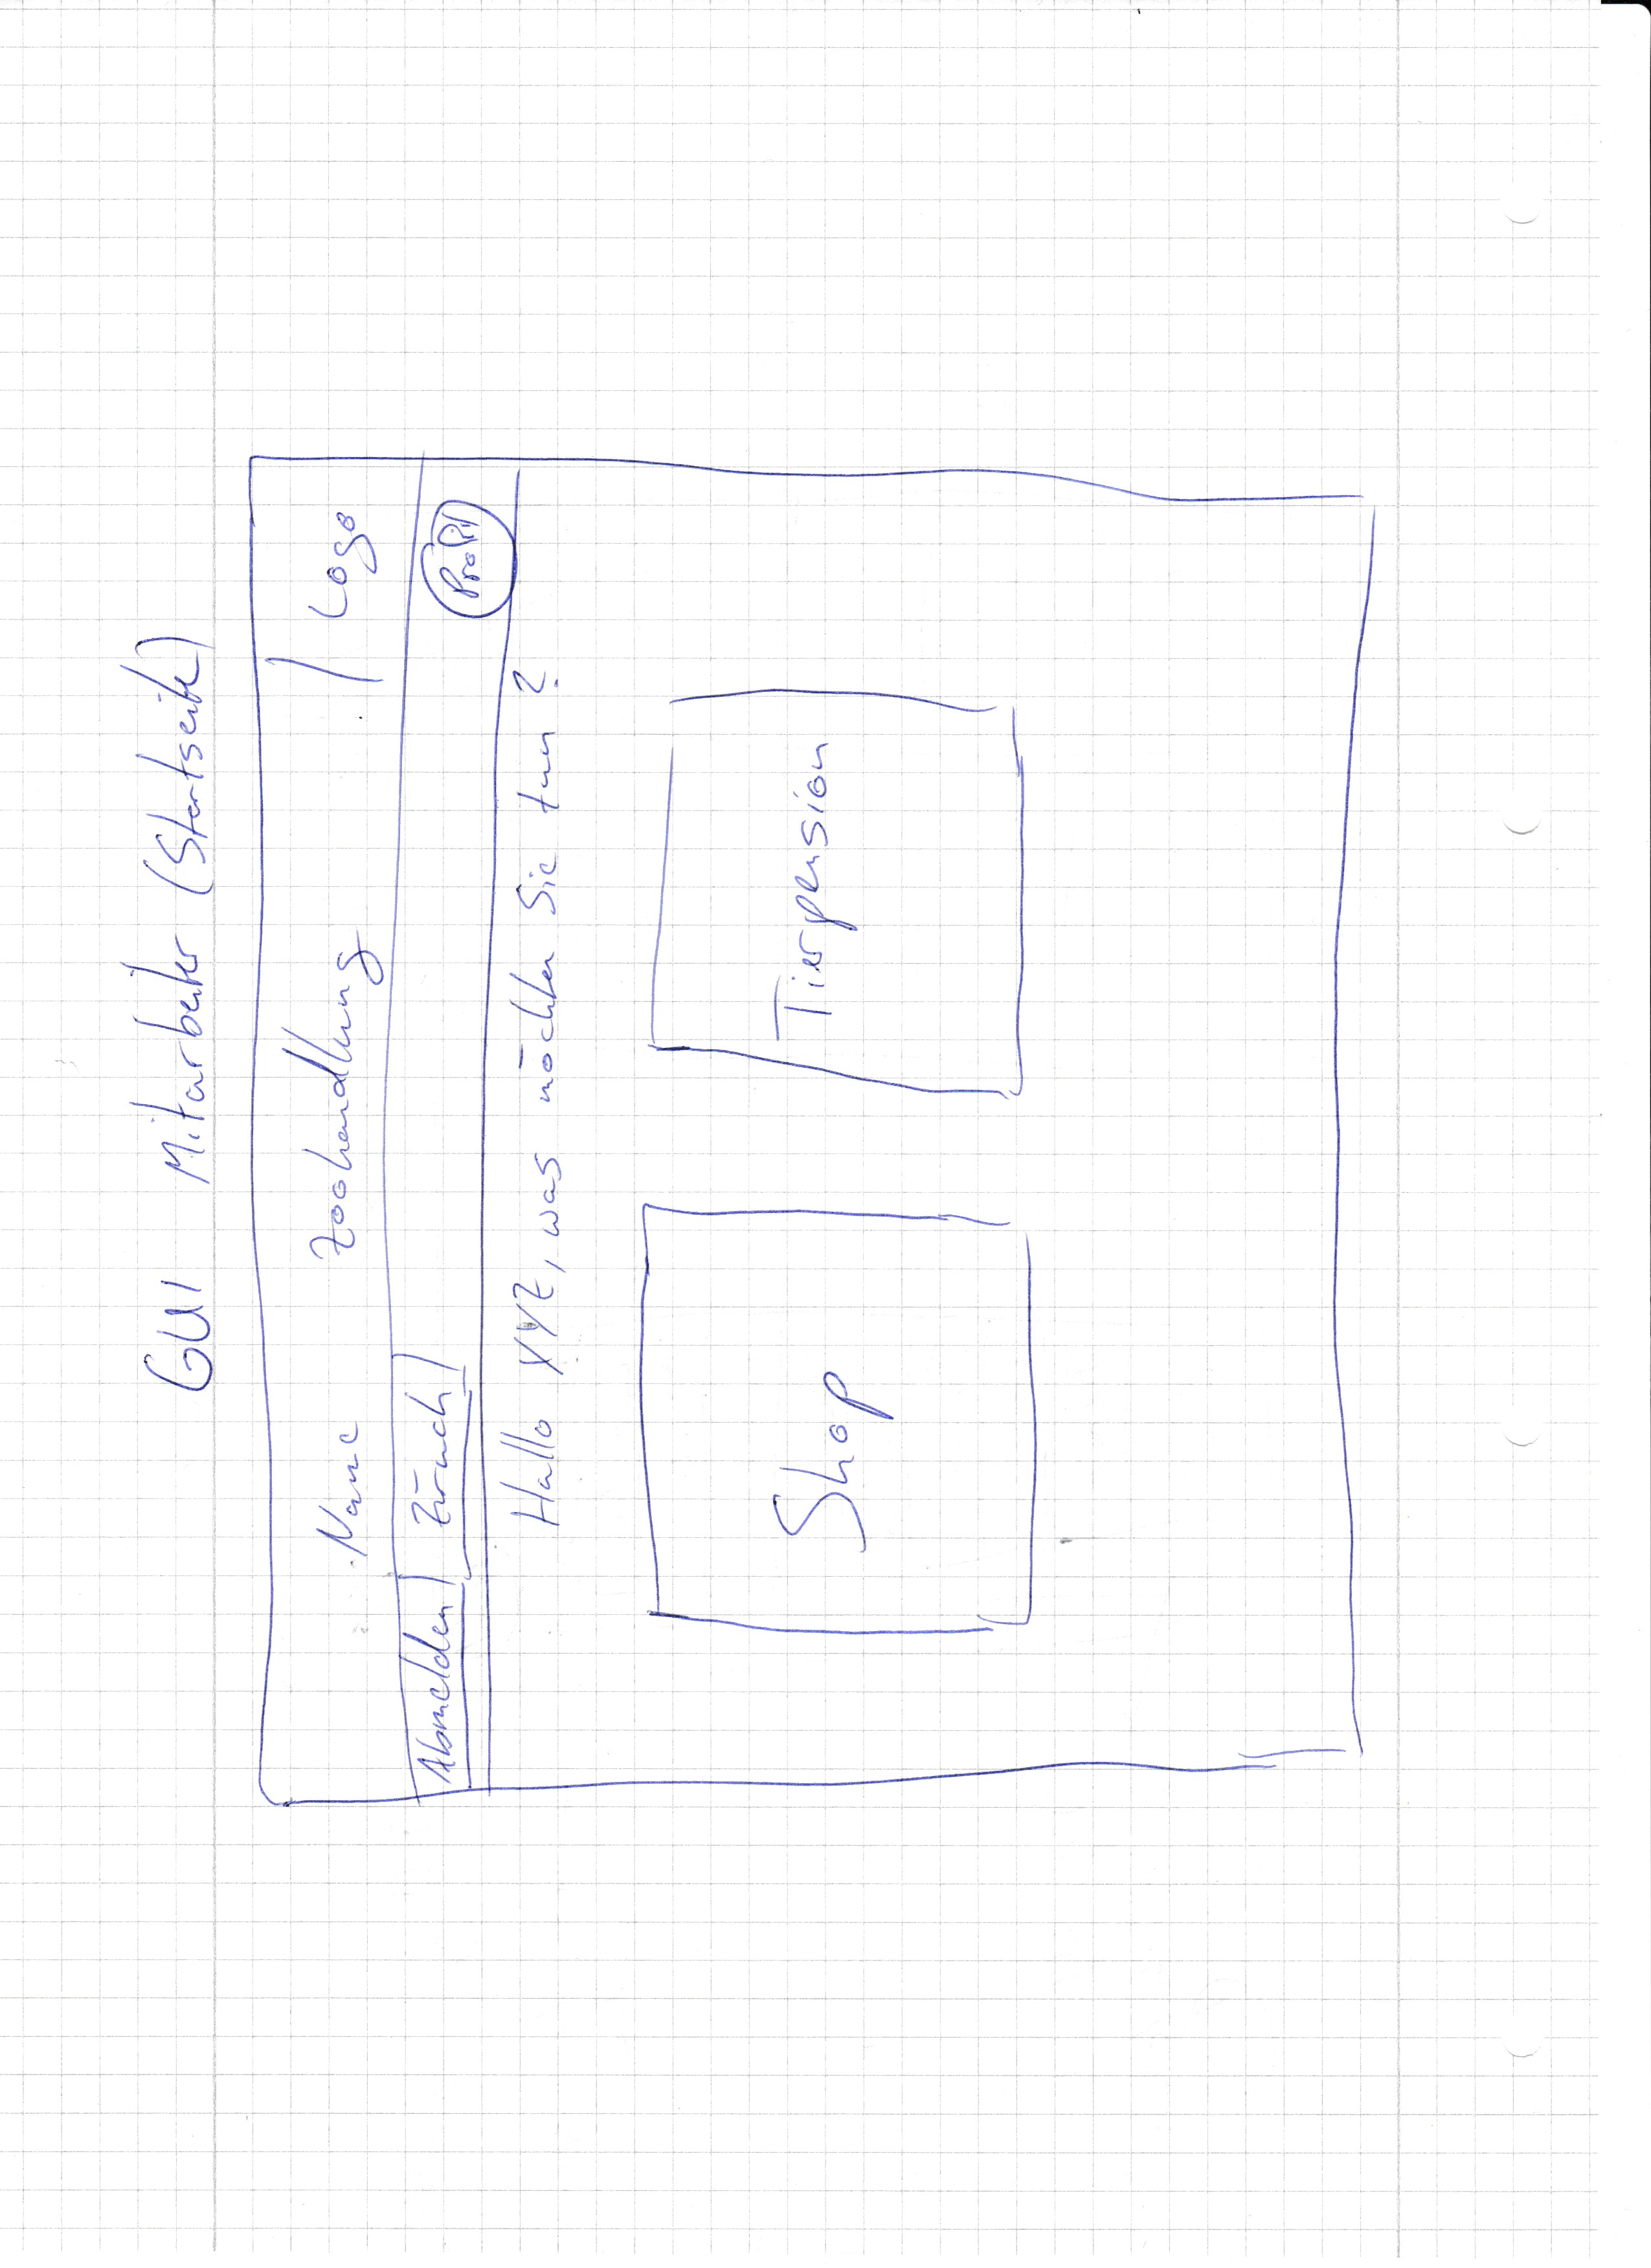 GUI Mitarbeiter (Startseite)
Name Zoohandlung | Logo
Abmelden | Zurück | Profil
Hallo XYZ, was möchten Sie tun?
Shop Tierpension